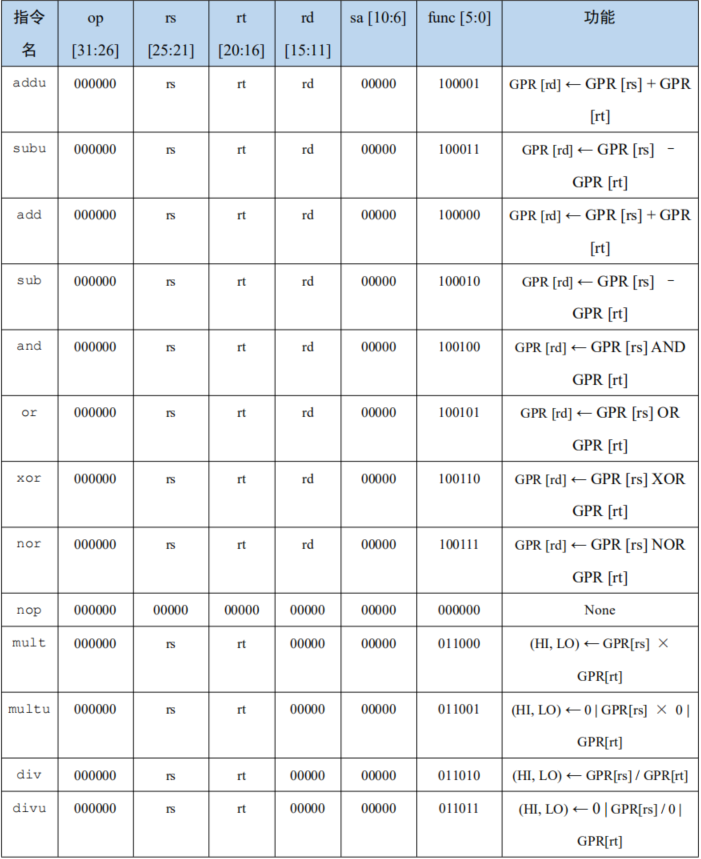 指令名 op [31:26] rs [25:21] rt [20:16] rd [15:11] sa [10:6] func [5:0] 功能
addu 000000 rs rt rd 00000 100001 GPR [rd] ← GPR [rs] + GPR
[rt]
subu 000000 rs rt rd 00000 100011 GPR [rd] ← GPR [rs] −
GPR [rt]
add 000000 rs rt rd 00000 100000 GPR [rd] ← GPR [rs] + GPR
[rt]
sub 000000 rs rt rd 00000 100010 GPR [rd] ← GPR [rs] −
GPR [rt]
and 000000 rs rt rd 00000 100100 GPR [rd] ← GPR [rs] AND
GPR [rt]
or 000000 rs rt rd 00000 100101 GPR [rd] ← GPR [rs] OR
GPR [rt]
xor 000000 rs rt rd 00000 100110 GPR [rd] ← GPR [rs] XOR
GPR [rt]
nor 000000 rs rt rd 00000 100111 GPR [rd] ← GPR [rs] NOR
GPR [rt]
nop 000000 00000 00000 00000 00000 000000 None
mult 000000 rs rt 00000 00000 011000 (HI, LO) ← GPR[rs] ×
GPR[rt]
multu 000000 rs rt 00000 00000 011001 (HI, LO) ← 0 | GPR[rs] × 0 |
GPR[rt]
div 000000 rs rt 00000 00000 011010 (HI, LO) ← GPR[rs] / GPR[rt]
divu 000000 rs rt 00000 00000 011011 (HI, LO) ← 0 | GPR[rs] / 0 |
GPR[rt]